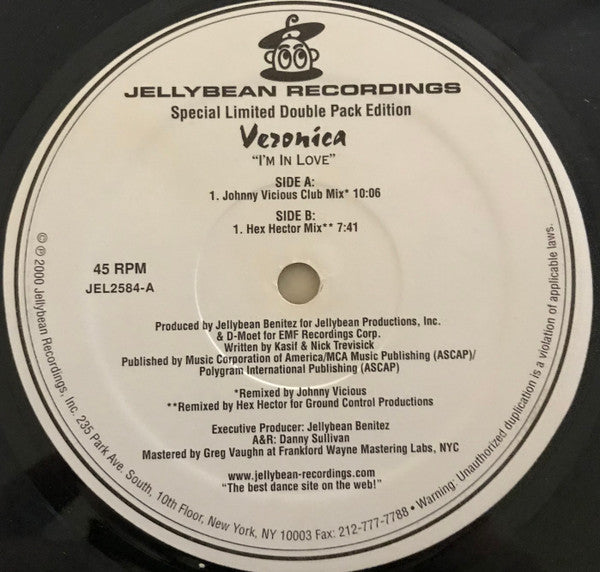 JELLYBEAN RECORDINGS
Special Limited Double Pack Edition
Veronica
"I'M IN LOVE"
SIDE A:
1. Johnny Vicious Club Mix* 10:06
SIDE B:
1. Hex Hector Mix** 7:41
45 RPM
JEL2584-A
Produced by Jellybean Benitez for Jellybean Productions, Inc.
& D-Moet for EMF Recordings Corp.
Written by Kasif & Nick Trevisick
Published by Music Corporation of America/MCA Music Publishing (ASCAP)/
Polygram International Publishing (ASCAP)
*Remixed by Johnny Vicious
**Remixed by Hex Hector for Ground Control Productions
Executive Producer: Jellybean Benitez
A&R: Danny Sullivan
Mastered by Greg Vaughn at Frankford Wayne Mastering Labs, NYC
www.jellybean-recordings.com
"The best dance site on the web!"
© ℗ 2000 Jellybean Recordings, Inc. 235 Park Ave. South, 10th Floor, New York, NY 10003 Fax: 212-777-7788 • Warning: Unauthorized duplication is a violation of applicable laws.